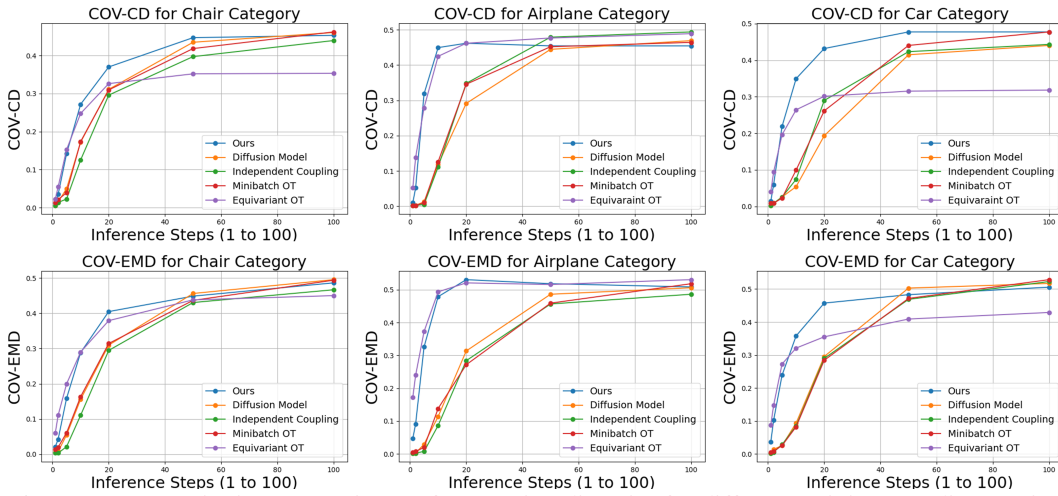 COV-CD for Chair Category
COV-CD
0.4
0.3
0.2
0.1
0.0
Ours
Diffusion Model
Independent Coupling
Minibatch OT
Equivariant OT
0 20 40 60 80 100
Inference Steps (1 to 100)
COV-CD for Airplane Category
COV-CD
0.5
0.4
0.3
0.2
0.1
0.0
Ours
Diffusion Model
Independent Coupling
Minibatch OT
Equivaraint OT
0 20 40 60 80 100
Inference Steps (1 to 100)
COV-CD for Car Category
COV-CD
0.5
0.4
0.3
0.2
0.1
0.0
Ours
Diffusion Model
Independent Coupling
Minibatch OT
Equivariant OT
0 20 40 60 80 100
Inference Steps (1 to 100)
COV-EMD for Chair Category
COV-EMD
0.5
0.4
0.3
0.2
0.1
0.0
Ours
Diffusion Model
Independent Coupling
Minibatch OT
Equivariant OT
0 20 40 60 80 100
Inference Steps (1 to 100)
COV-EMD for Airplane Category
COV-EMD
0.5
0.4
0.3
0.2
0.1
0.0
Ours
Diffusion Model
Independent Coupling
Minibatch OT
Equivariant OT
0 20 40 60 80 100
Inference Steps (1 to 100)
COV-EMD for Car Category
COV-EMD
0.5
0.4
0.3
0.2
0.1
0.0
Ours
Diffusion Model
Independent Coupling
Minibatch OT
Equivariant OT
0 20 40 60 80 100
Inference Steps (1 to 100)